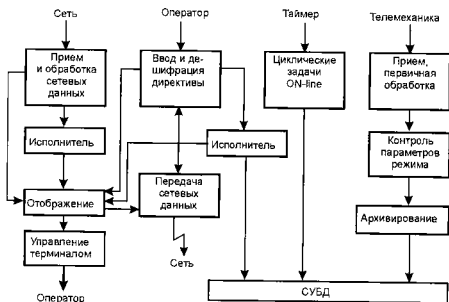 Сеть
Оператор
Таймер
Телемеханика
Прием
и обработка
сетевых
данных
Ввод и де-
шифрация
директивы
Циклические
задачи
ON-line
Прием,
первичная
обработка
Исполнитель
Исполнитель
Контроль
параметров
режима
Отображение
Передача
сетевых
данных
Архивирование
Управление
терминалом
Сеть
СУБД
Оператор